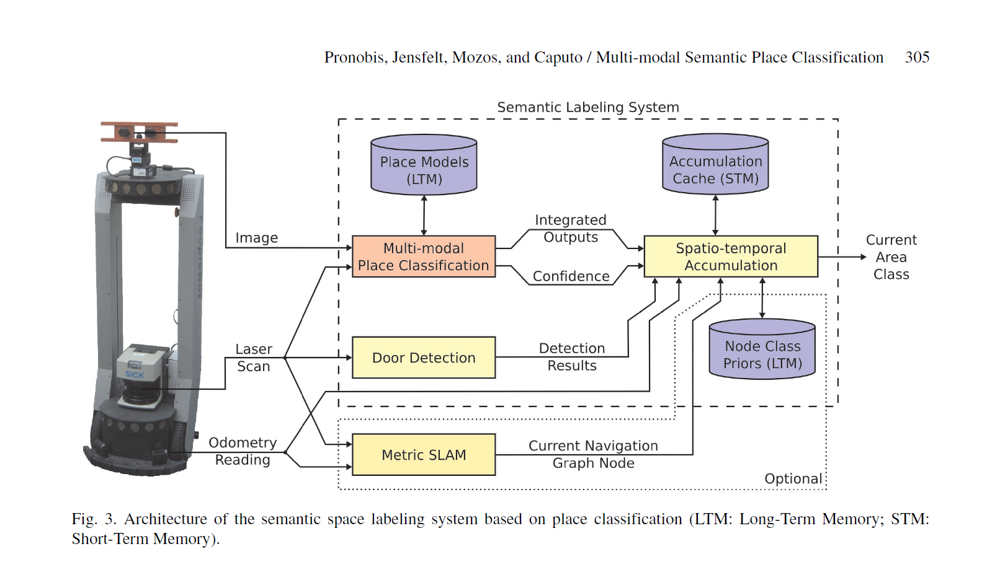 Pronobis, Jensfelt, Mozos, and Caputo / Multi-modal Semantic Place Classification 305
Semantic Labeling System
Place Models
(LTM)
Accumulation
Cache (STM)
Image
Multi-modal
Place Classification
Integrated
Outputs
Confidence
Spatio-temporal
Accumulation
Current
Area
Class
Laser
Scan
Door Detection
Detection
Results
Node Class
Priors (LTM)
SICK
Odometry
Reading
Metric SLAM
Current Navigation
Graph Node
Optional
Fig. 3. Architecture of the semantic space labeling system based on place classification (LTM: Long-Term Memory; STM:
Short-Term Memory).